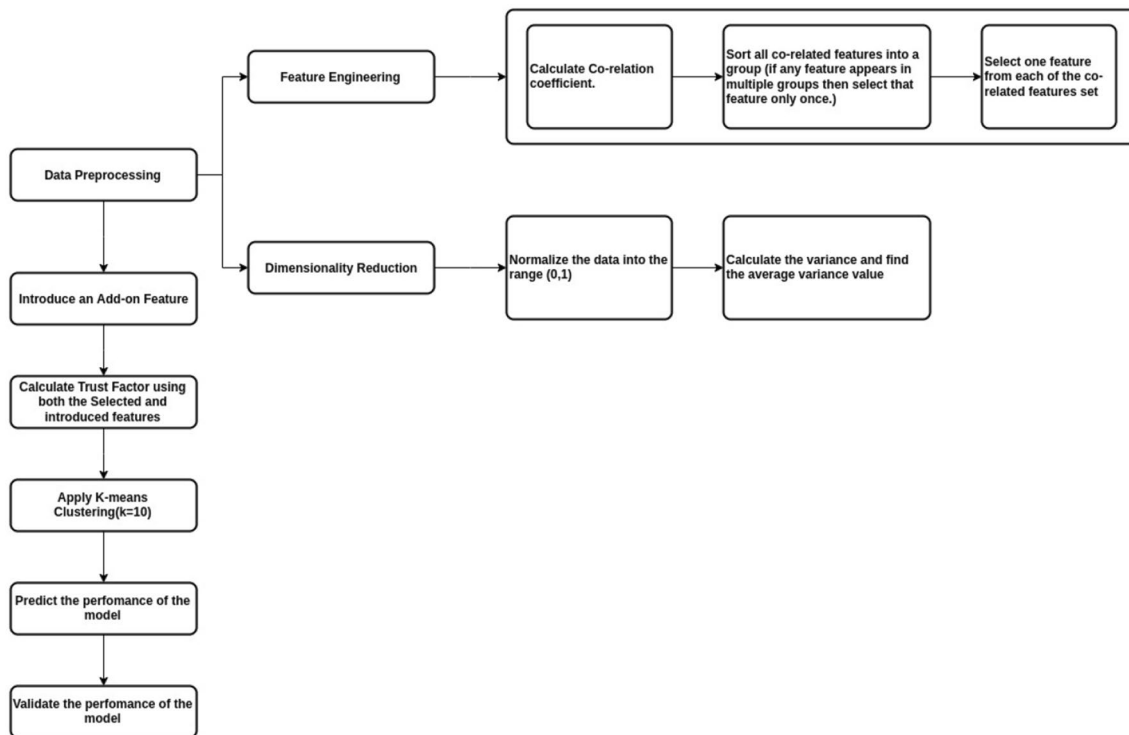 Feature Engineering
Calculate Co-relation
coefficient.
Sort all co-related features into a
group (if any feature appears in
multiple groups then select that
feature only once.)
Select one feature
from each of the co-
related features set
Data Preprocessing
Dimensionality Reduction
Normalize the data into the
range (0,1)
Calculate the variance and find
the average variance value
Introduce an Add-on Feature
Calculate Trust Factor using
both the Selected and
introduced features
Apply K-means
Clustering(k=10)
Predict the perfomance of the
model
Validate the perfomance of the
model